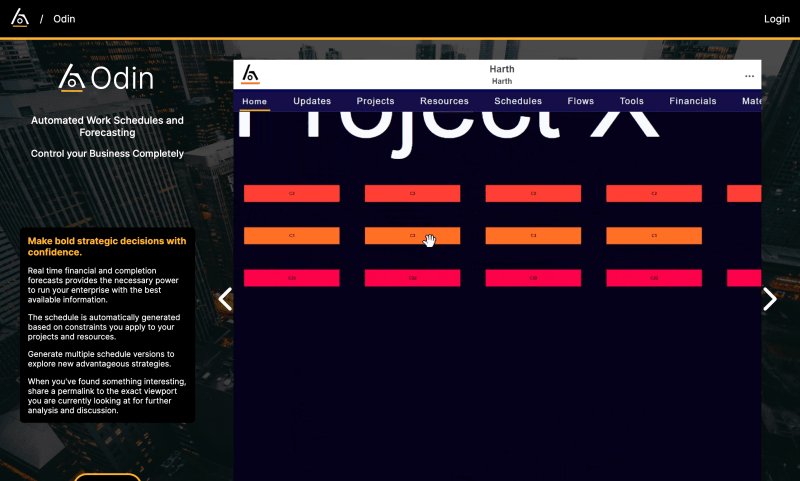 / Odin
Login
Odin
Automated Work Schedules and
Forecasting
Control your Business Completely
Make bold strategic decisions with
confidence.
Real time financial and completion
forecasts provides the necessary power
to run your enterprise with the best
available information.
The schedule is automatically generated
based on constraints you apply to your
projects and resources.
Generate multiple schedule versions to
explore new advantageous strategies.
When you've found something interesting,
share a permalink to the exact viewport
you are currently looking at for further
analysis and discussion.
Harth
Harth
...
Home Updates Projects Resources Schedules Flows Tools Financials Mate
Project X